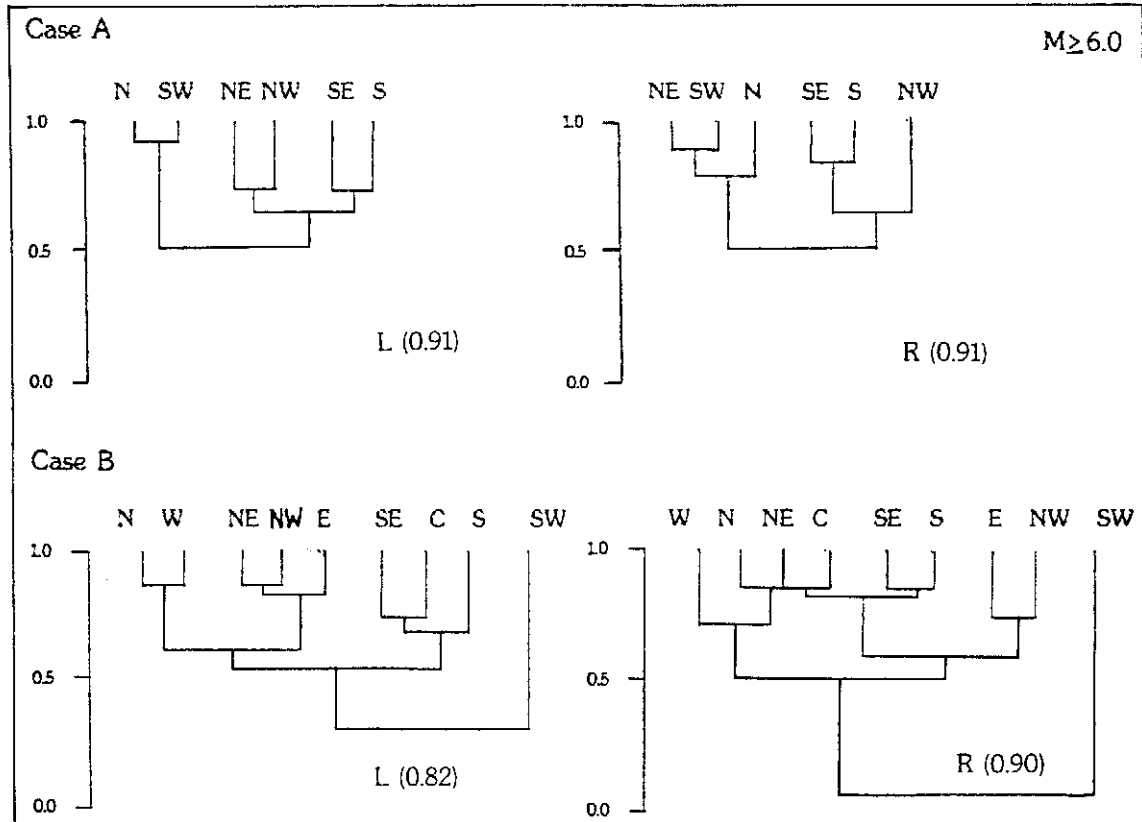 Case A
M≥6.0
N SW NE NW SE S
1.0
0.5
0.0
L (0.91)
NE SW N SE S NW
1.0
0.5
0.0
R (0.91)
Case B
N W NE NW E SE C S SW
1.0
0.5
0.0
L (0.82)
W N NE C SE S E NW SW
1.0
0.5
0.0
R (0.90)